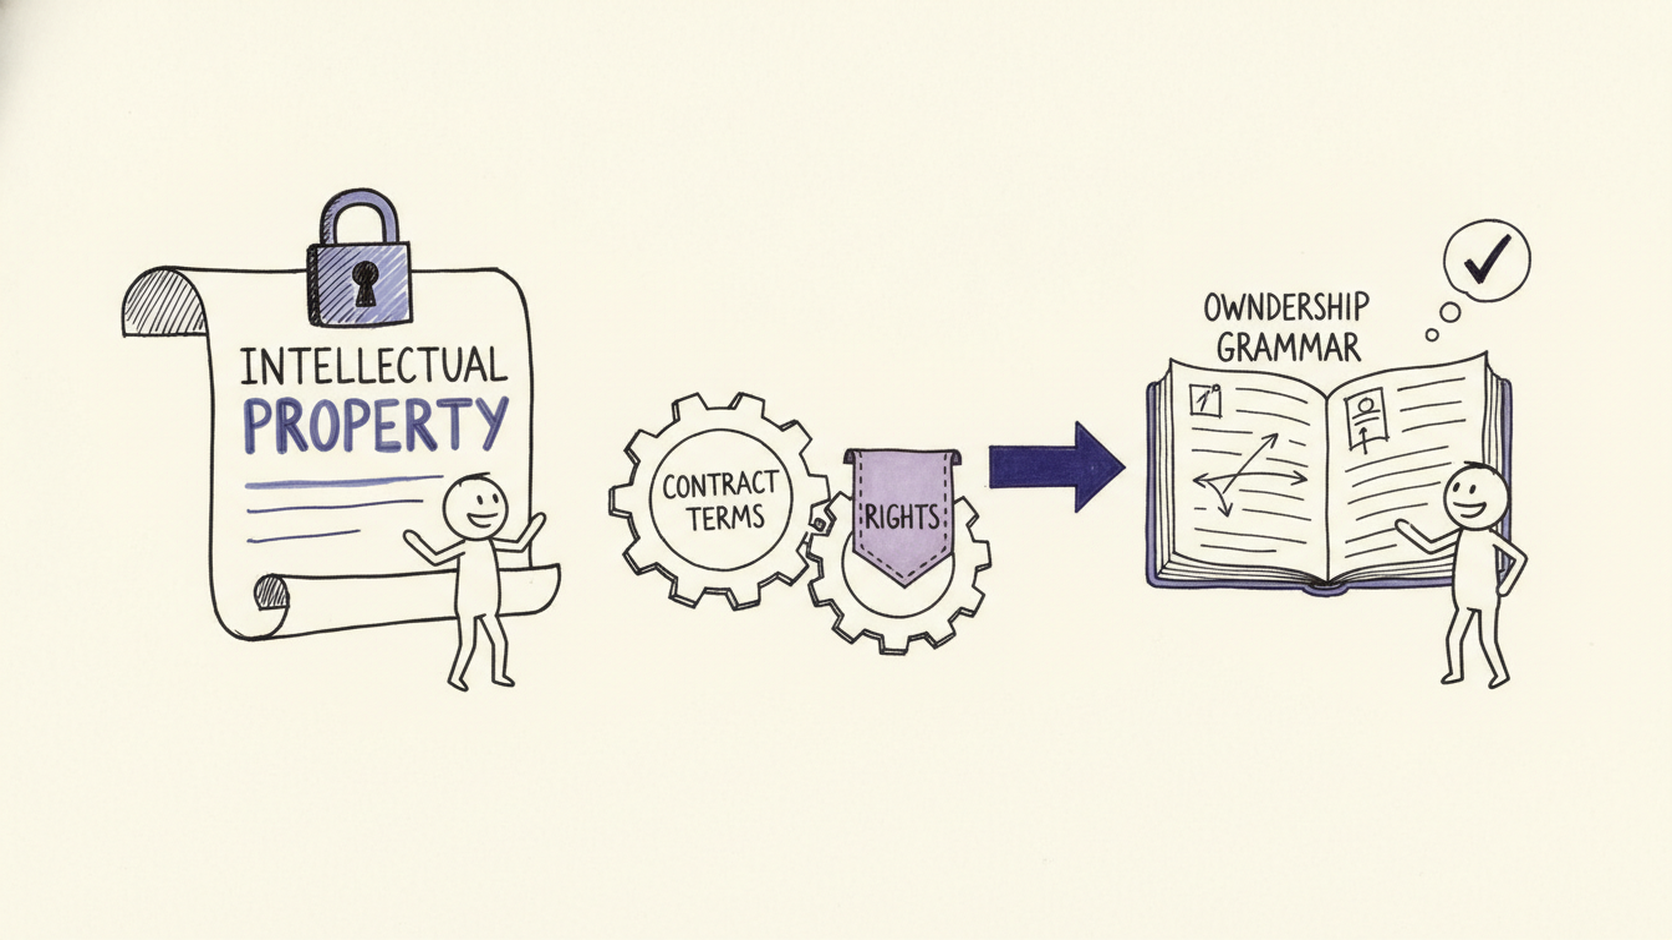 INTELLECTUAL
PROPERTY
CONTRACT
TERMS
RIGHTS
OWNDERSHIP
GRAMMAR